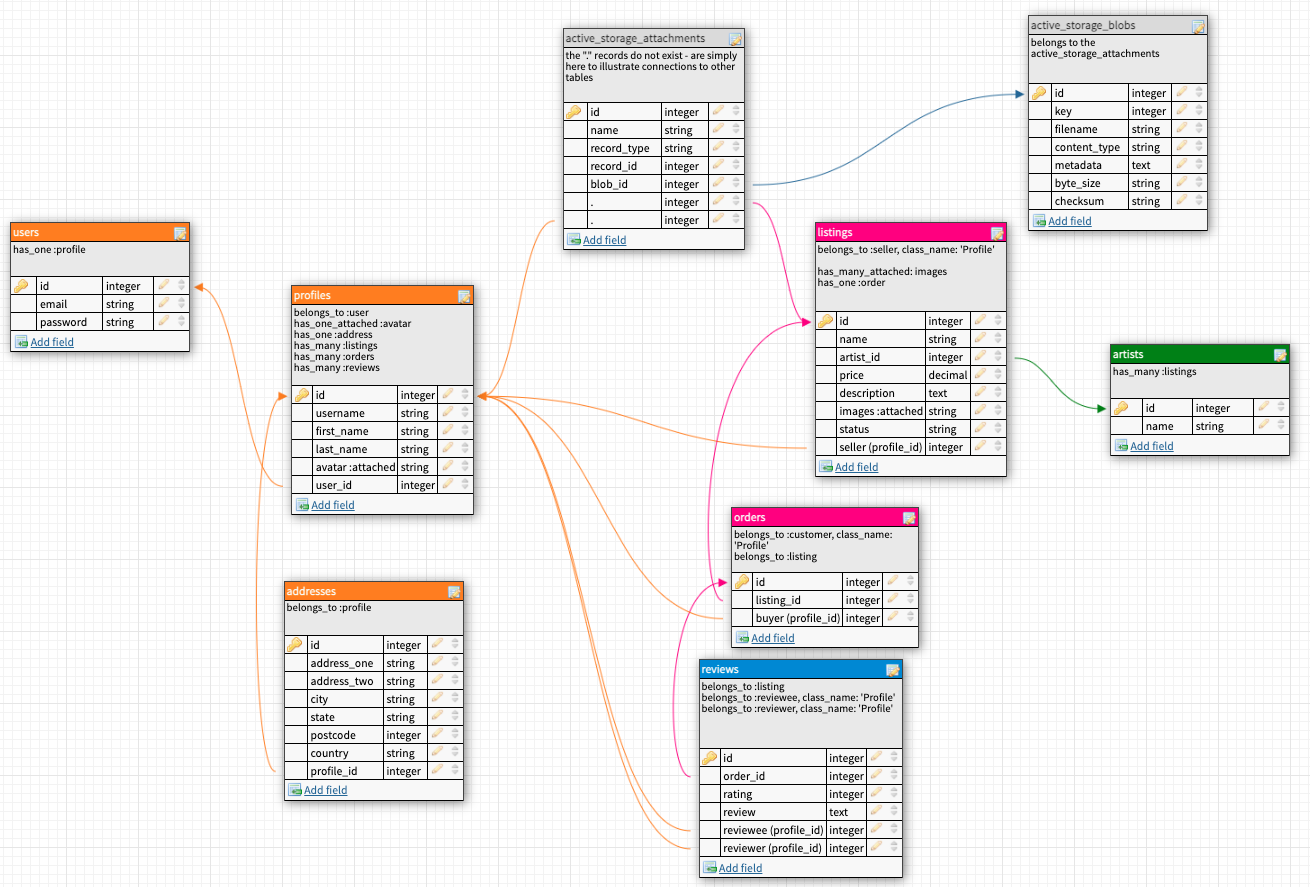 active_storage_attachments
the "." records do not exist - are simply
here to illustrate connections to other
tables
id integer
name string
record_type string
record_id integer
blob_id integer
. integer
. integer
Add field
active_storage_blobs
belongs to the
active_storage_attachments
id integer
key integer
filename string
content_type string
metadata text
byte_size string
checksum string
Add field
users
has_one :profile
id integer
email string
password string
Add field
profiles
belongs_to :user
has_one_attached :avatar
has_one :address
has_many :listings
has_many :orders
has_many :reviews
id integer
username string
first_name string
last_name string
avatar :attached string
user_id integer
Add field
listings
belongs_to :seller, class_name: 'Profile'
has_many_attached: images
has_one :order
id integer
name string
artist_id integer
price decimal
description text
images :attached string
status string
seller (profile_id) integer
Add field
artists
has_many :listings
id integer
name string
Add field
orders
belongs_to :customer, class_name:
'Profile'
belongs_to :listing
id integer
listing_id integer
buyer (profile_id) integer
Add field
addresses
belongs_to :profile
id integer
address_one string
address_two string
city string
state string
postcode integer
country string
profile_id integer
Add field
reviews
belongs_to :listing
belongs_to :reviewee, class_name: 'Profile'
belongs_to :reviewer, class_name: 'Profile'
id integer
order_id integer
rating integer
review text
reviewee (profile_id) integer
reviewer (profile_id) integer
Add field